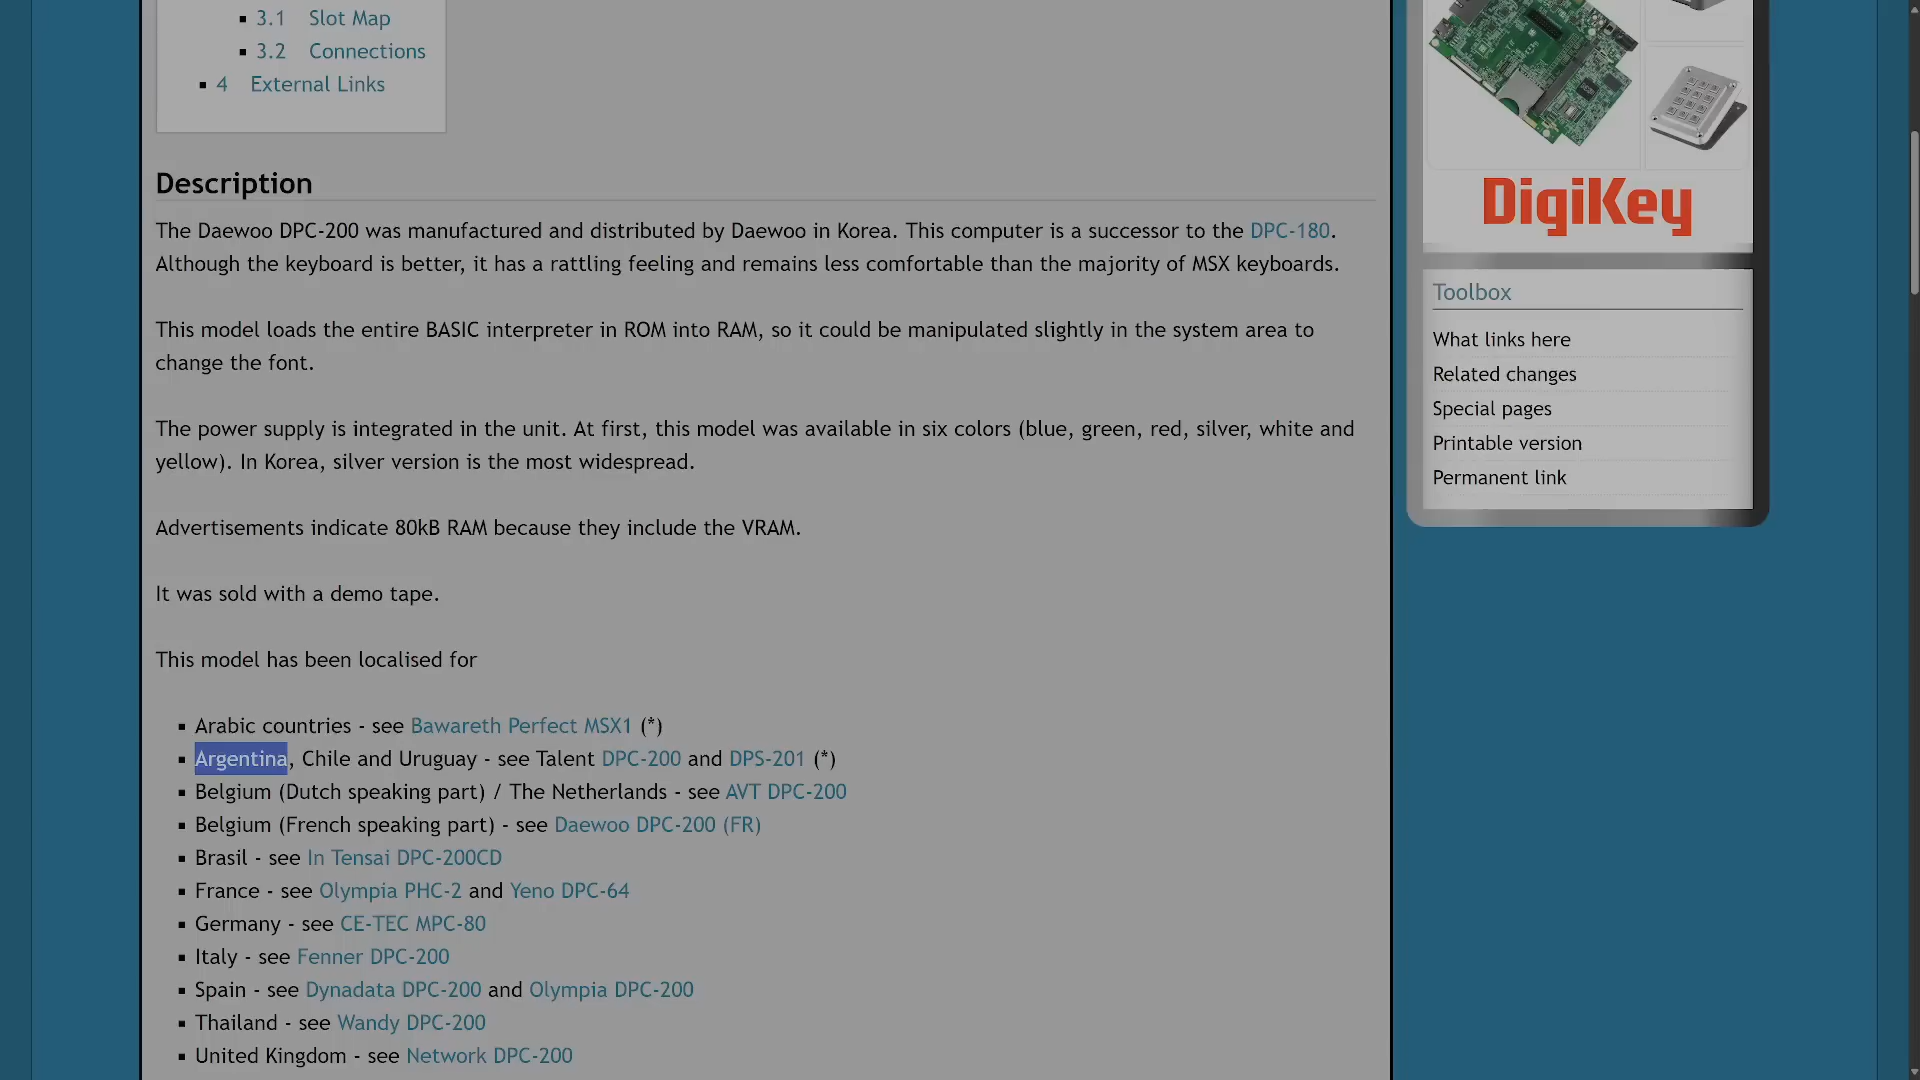 3.1 Slot Map
3.2 Connections
4 External Links
Description
The Daewoo DPC-200 was manufactured and distributed by Daewoo in Korea. This computer is a successor to the DPC-180.
Although the keyboard is better, it has a rattling feeling and remains less comfortable than the majority of MSX keyboards.
This model loads the entire BASIC interpreter in ROM into RAM, so it could be manipulated slightly in the system area to
change the font.
The power supply is integrated in the unit. At first, this model was available in six colors (blue, green, red, silver, white and
yellow). In Korea, silver version is the most widespread.
Advertisements indicate 80kB RAM because they include the VRAM.
It was sold with a demo tape.
This model has been localised for
Arabic countries - see Bawareth Perfect MSX1 (*)
Argentina, Chile and Uruguay - see Talent DPC-200 and DPS-201 (*)
Belgium (Dutch speaking part) / The Netherlands - see AVT DPC-200
Belgium (French speaking part) - see Daewoo DPC-200 (FR)
Brasil - see In Tensai DPC-200CD
France - see Olympia PHC-2 and Yeno DPC-64
Germany - see CE-TEC MPC-80
Italy - see Fenner DPC-200
Spain - see Dynadata DPC-200 and Olympia DPC-200
Thailand - see Wandy DPC-200
United Kingdom - see Network DPC-200
DigiKey
Toolbox
What links here
Related changes
Special pages
Printable version
Permanent link